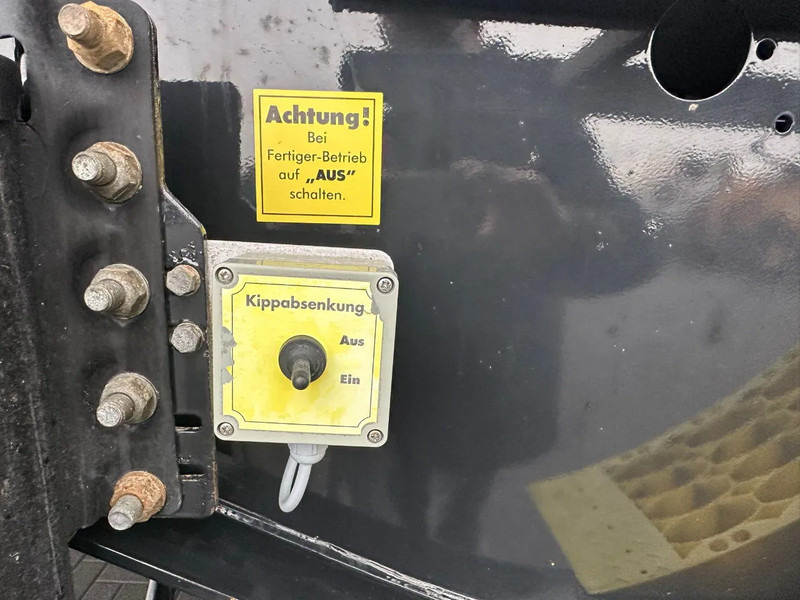 Achtung!
Bei
Fertiger-Betrieb
auf „AUS"
schalten.
Kippabsenkung
Aus
Ein